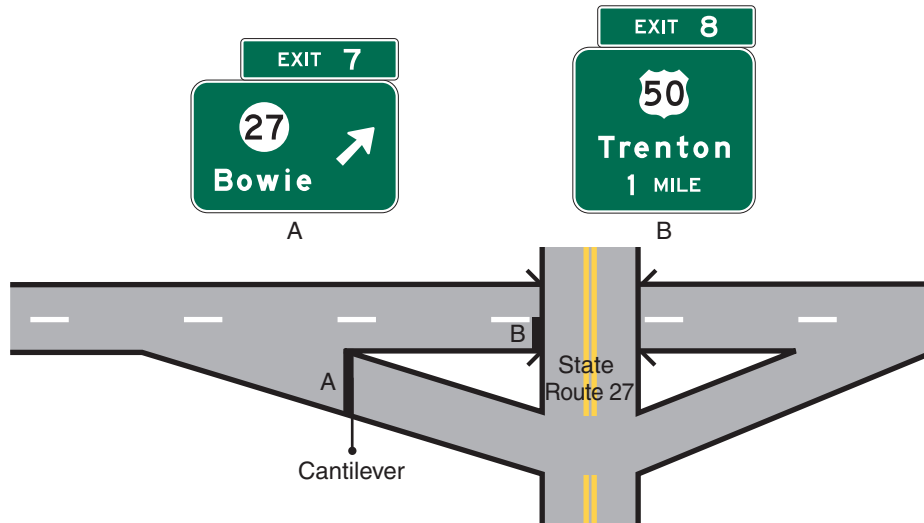 EXIT 7
27
Bowie
A
EXIT 8
50
Trenton
1 MILE
B
B
A
State
Route 27
Cantilever